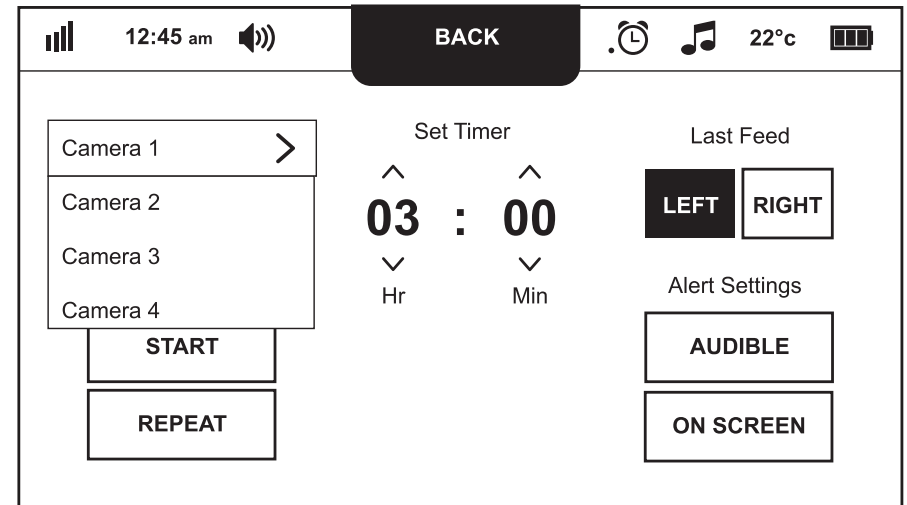 12:45 am
BACK
22°c
Camera 1
Camera 2
Camera 3
Camera 4
START
REPEAT
Set Timer
03 : 00
Hr Min
Last Feed
LEFT RIGHT
Alert Settings
AUDIBLE
ON SCREEN